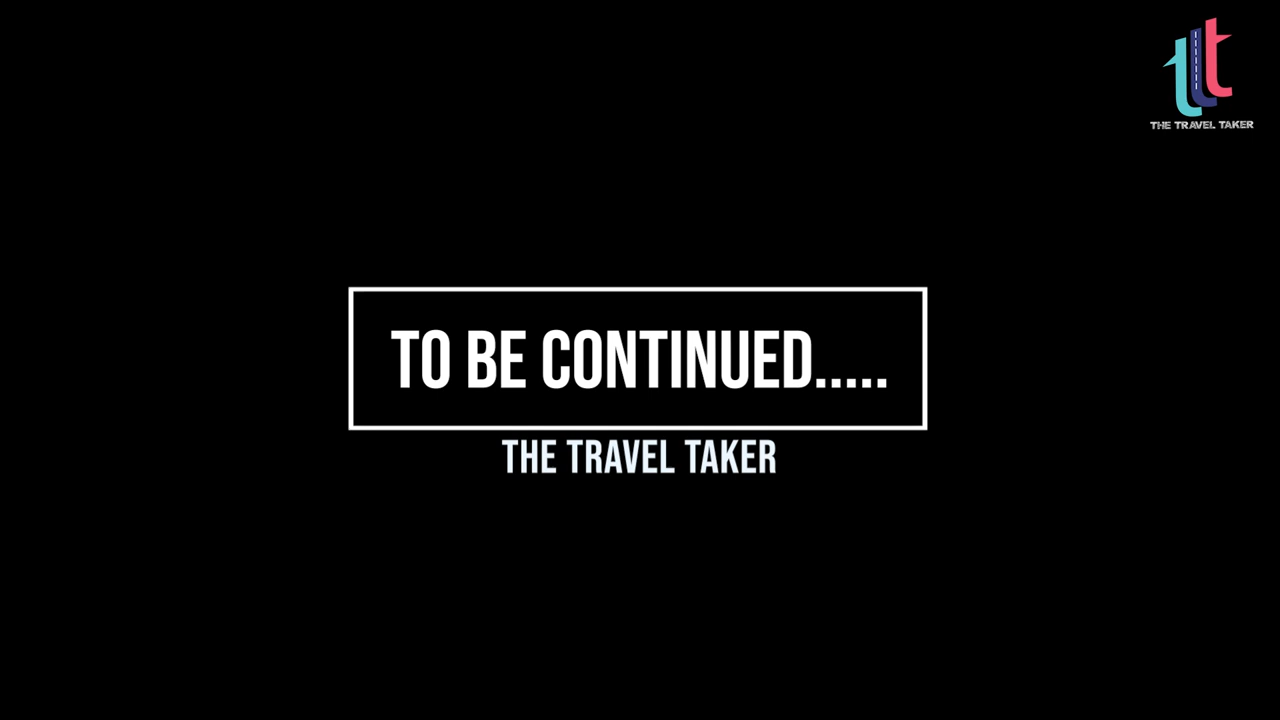 THE TRAVEL TAKER
TO BE CONTINUED.....
THE TRAVEL TAKER